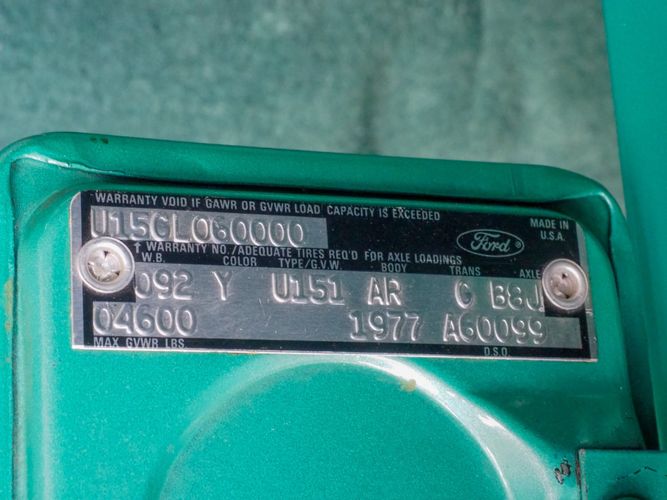 WARRANTY VOID IF GAWR OR GVWR LOAD CAPACITY IS EXCEEDED
U15GL060000
MADE IN
U.S.A.
Ford ®
↑ WARRANTY NO./ADEQUATE TIRES REQ'D FOR AXLE LOADINGS
W.B. COLOR TYPE/G.V.W. BODY TRANS AXLE
092 Y U151 AR G B8J
04600 1977 A60099
MAX GVWR LBS D.S.O.